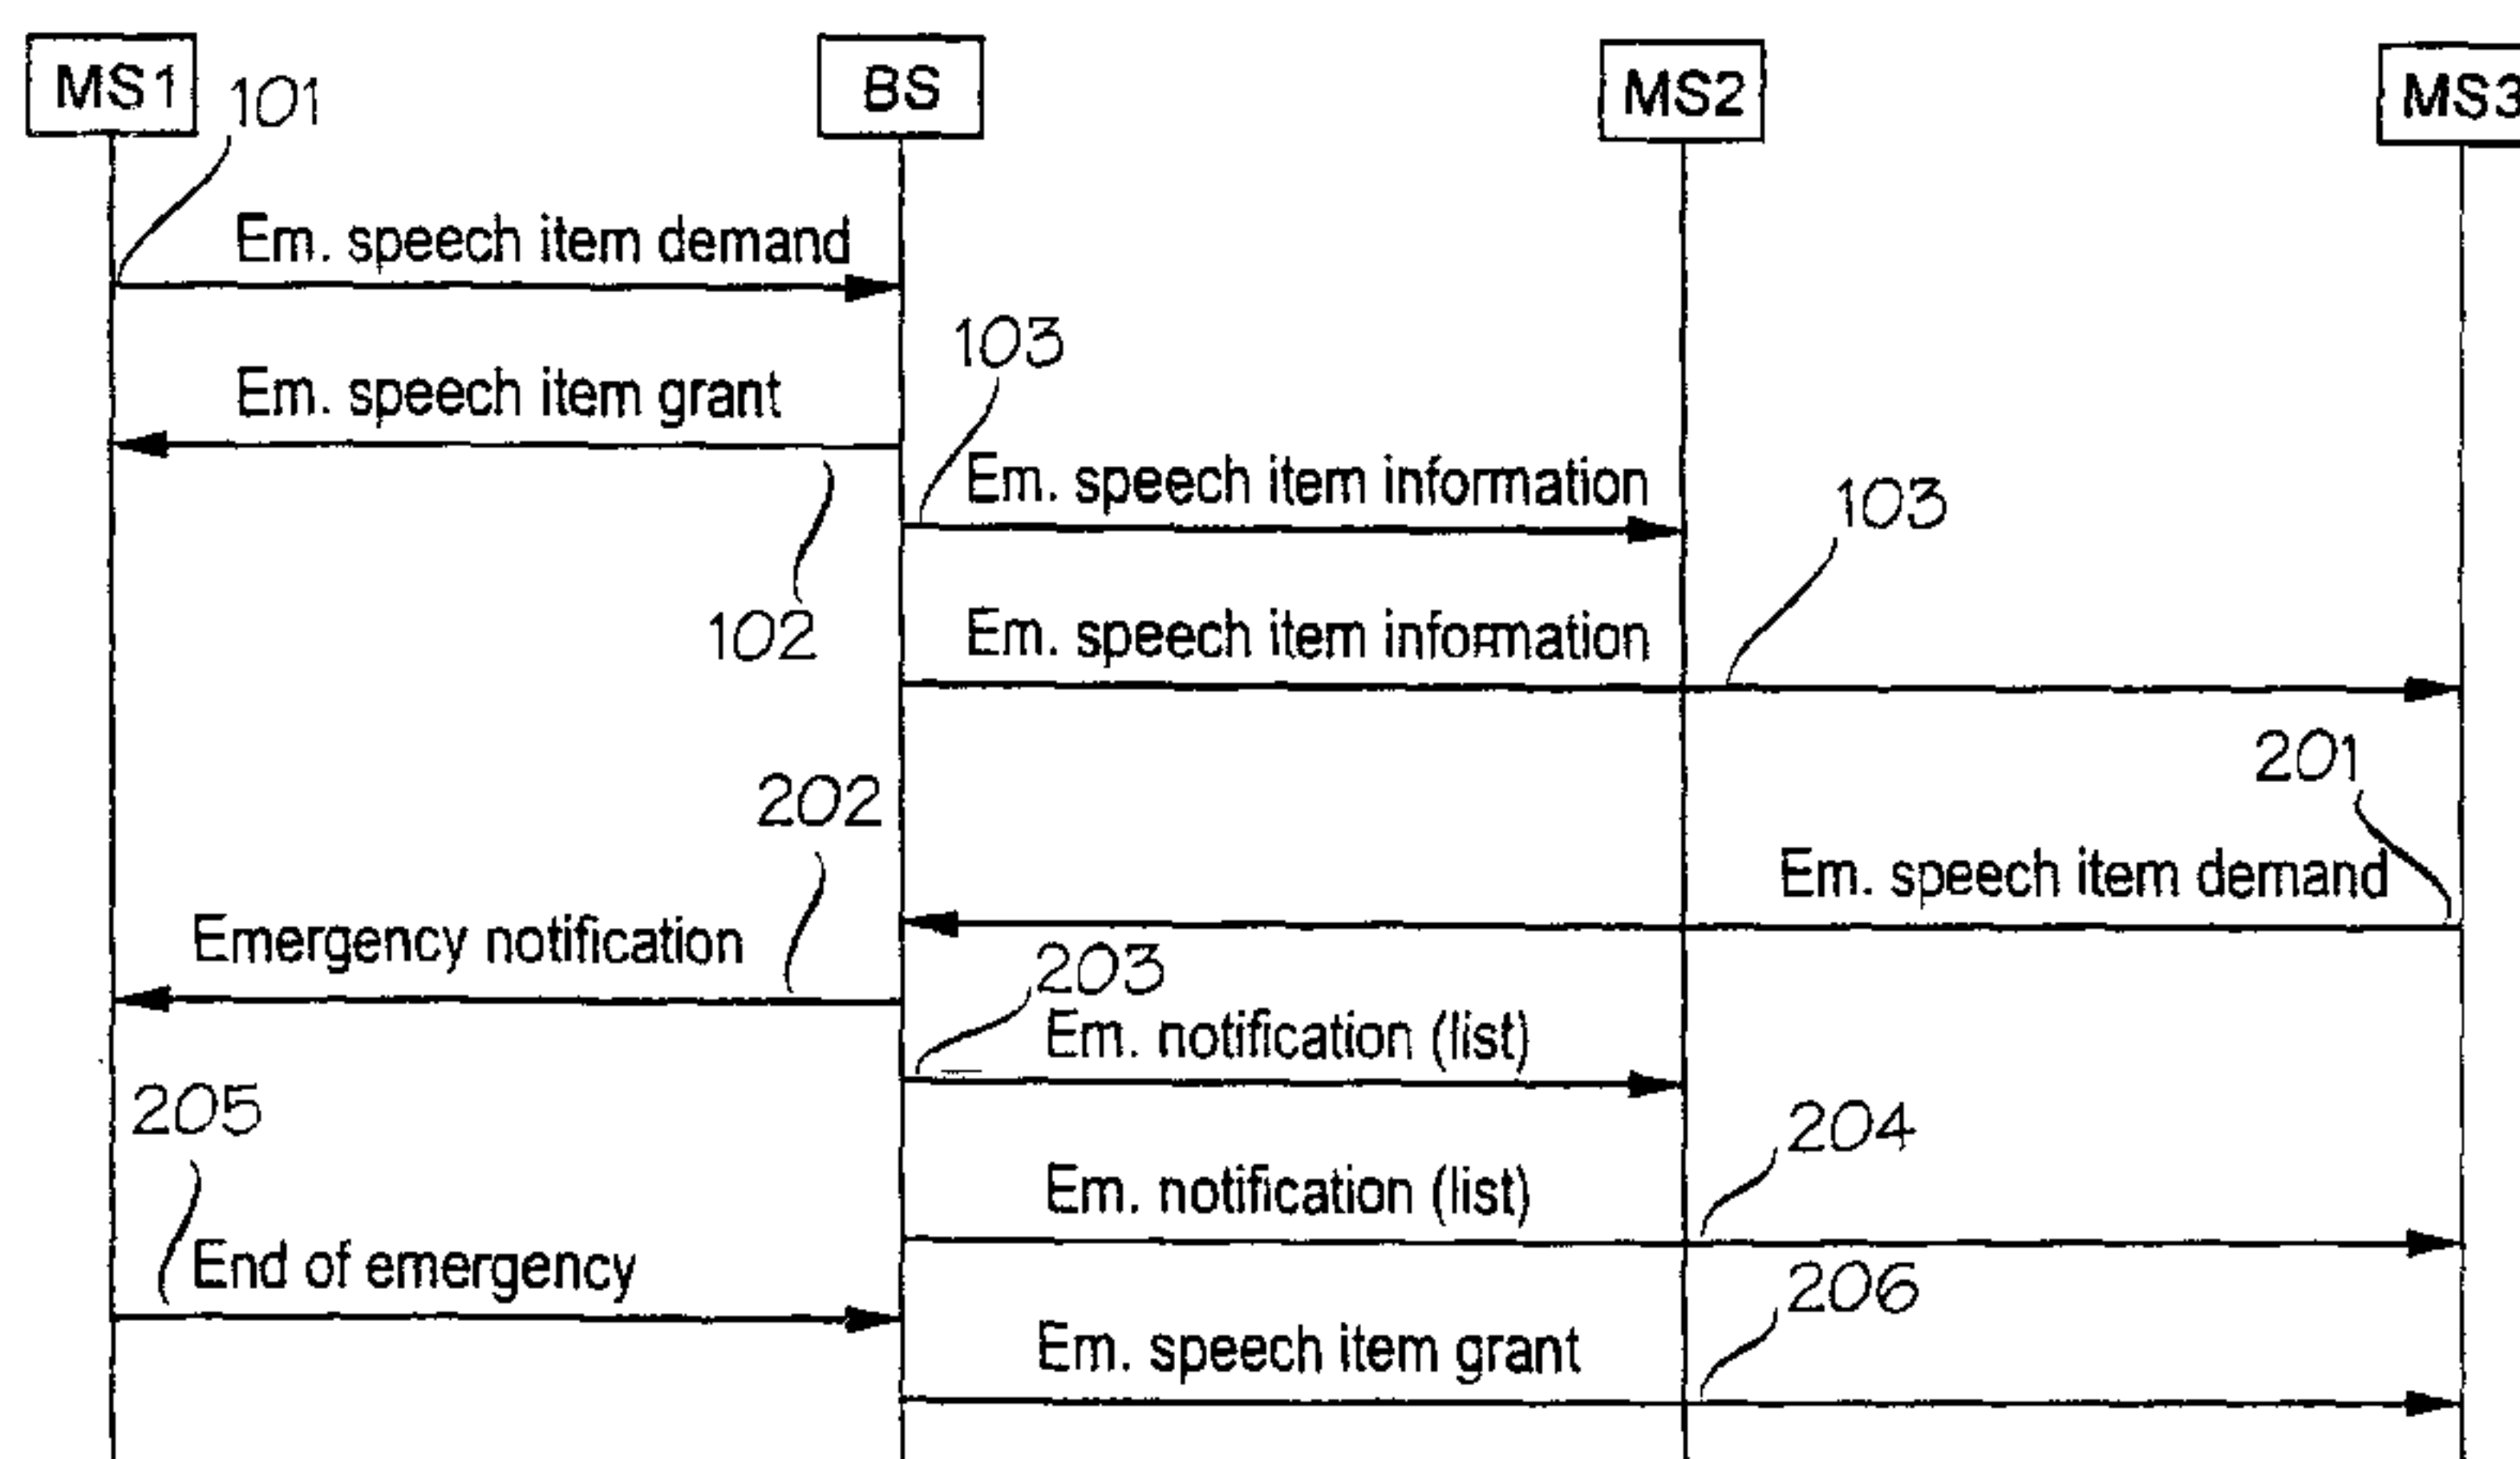 MS1
BS
MS2
MS3
101
Em. speech item demand
103
Em. speech item grant
Em. speech item information
103
102
Em. speech item information
201
202
Em. speech item demand
Emergency notification
203
Em. notification (list)
205
204
Em. notification (list)
End of emergency
206
Em. speech item grant